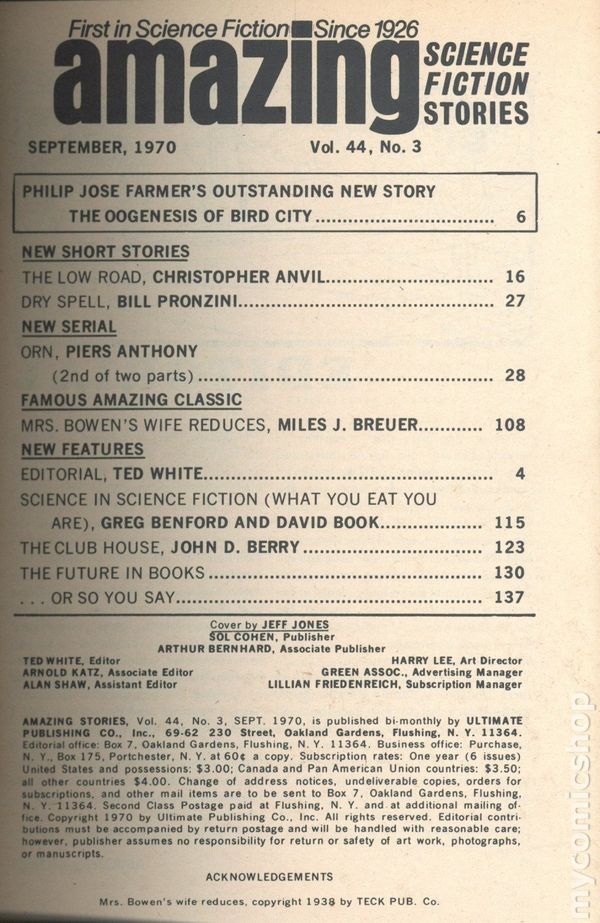 First in Science Fiction ■ Since 1926
amazing SCIENCE
FICTION
STORIES
SEPTEMBER, 1970 Vol. 44, No. 3
PHILIP JOSE FARMER'S OUTSTANDING NEW STORY
THE OOGENESIS OF BIRD CITY................................ 6
NEW SHORT STORIES
THE LOW ROAD, CHRISTOPHER ANVIL............................ 16
DRY SPELL, BILL PRONZINI.......................................... 27
NEW SERIAL
ORN, PIERS ANTHONY
(2nd of two parts) ................................................ 28
FAMOUS AMAZING CLASSIC
MRS. BOWEN'S WIFE REDUCES, MILES J. BREUER........... 108
NEW FEATURES
EDITORIAL, TED WHITE................................................ 4
SCIENCE IN SCIENCE FICTION (WHAT YOU EAT YOU
ARE), GREG BENFORD AND DAVID BOOK................. 115
THE CLUB HOUSE, JOHN D. BERRY............................... 123
THE FUTURE IN BOOKS ............................................. 130
. . . OR SO YOU SAY.................................................. 137
Cover by JEFF JONES
SOL COHEN, Publisher
ARTHUR BERNHARD, Associate Publisher
TED WHITE, Editor HARRY LEE, Art Director
ARNOLD KATZ, Associate Editor GREEN ASSOC., Advertising Manager
ALAN SHAW, Assistant Editor LILLIAN FRIEDENREICH, Subscription Manager
AMAZING STORIES, Vol. 44, No. 3, SEPT. 1970, is published bi-monthly by ULTIMATE
PUBLISHING CO., Inc., 69-62 230 Street, Oakland Gardens, Flushing, N. Y. 11364.
Editorial office: Box 7, Oakland Gardens, Flushing, N. Y. 11364. Business office: Purchase,
N. Y., Box 175, Portchester, N. Y. at 60¢ a copy. Subscription rates: One year (6 issues)
United States and possessions: $3.00; Canada and Pan American Union countries: $3.50;
all other countries $4.00. Change of address notices, undeliverable copies, orders for
subscriptions, and other mail items are to be sent to Box 7, Oakland Gardens, Flushing,
N. Y. 11364. Second Class Postage paid at Flushing, N. Y. and at additional mailing of-
fice. Copyright 1970 by Ultimate Publishing Co., Inc. All rights reserved. Editorial contri-
butions must be accompanied by return postage and will be handled with reasonable care;
however, publisher assumes no responsibility for return or safety of art work, photographs,
or manuscripts.
ACKNOWLEDGEMENTS
Mrs. Bowen's wife reduces, copyright 1938 by TECK PUB. Co.
mycomicshop